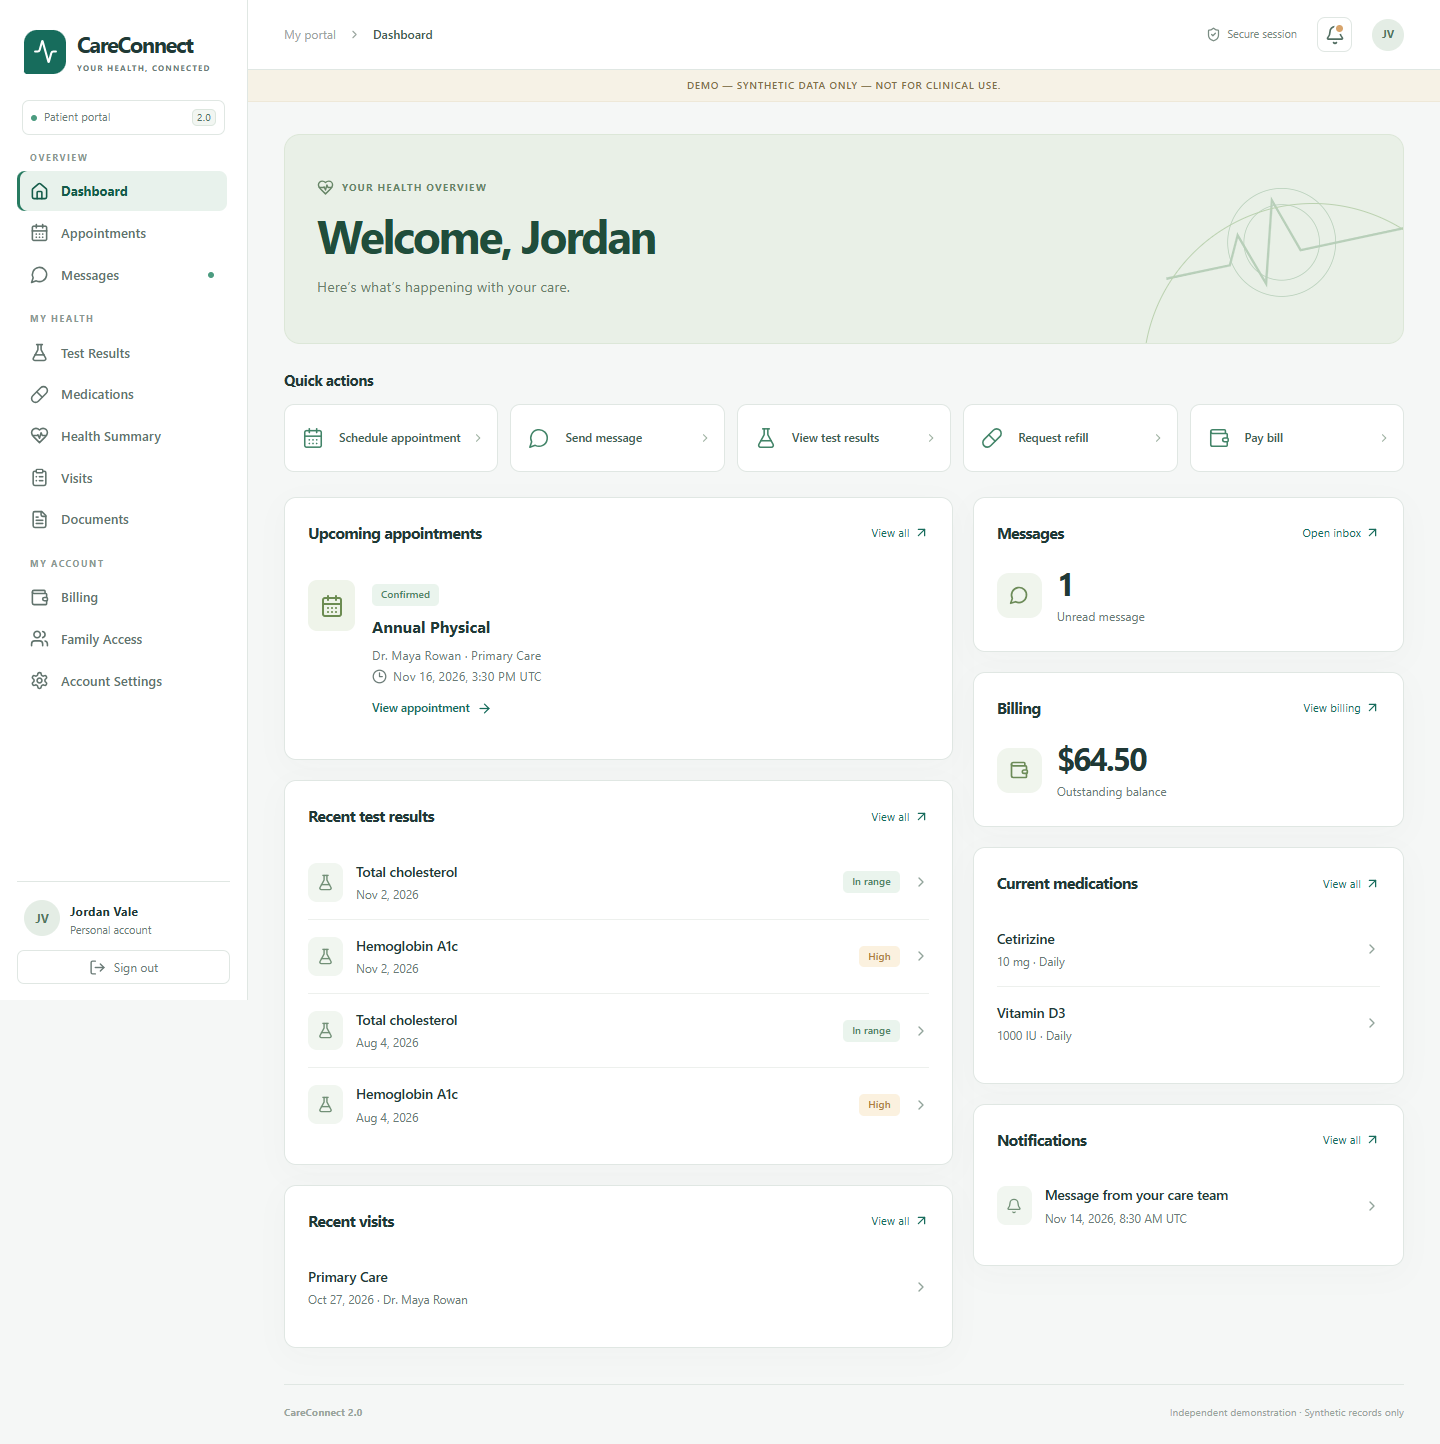 CareConnect
YOUR HEALTH, CONNECTED
Patient portal 2.0
OVERVIEW
Dashboard
Appointments
Messages
MY HEALTH
Test Results
Medications
Health Summary
Visits
Documents
MY ACCOUNT
Billing
Family Access
Account Settings
JV
Jordan Vale
Personal account
Sign out
My portal Dashboard
Secure session
JV
DEMO — SYNTHETIC DATA ONLY — NOT FOR CLINICAL USE.
YOUR HEALTH OVERVIEW
Welcome, Jordan
Here's what's happening with your care.
Quick actions
Schedule appointment
Send message
View test results
Request refill
Pay bill
Upcoming appointments
View all
Confirmed
Annual Physical
Dr. Maya Rowan · Primary Care
Nov 16, 2026, 3:30 PM UTC
View appointment
Recent test results
View all
Total cholesterol
Nov 2, 2026
In range
Hemoglobin A1c
Nov 2, 2026
High
Total cholesterol
Aug 4, 2026
In range
Hemoglobin A1c
Aug 4, 2026
High
Recent visits
View all
Primary Care
Oct 27, 2026 · Dr. Maya Rowan
Messages
Open inbox
1
Unread message
Billing
View billing
$64.50
Outstanding balance
Current medications
View all
Cetirizine
10 mg · Daily
Vitamin D3
1000 IU · Daily
Notifications
View all
Message from your care team
Nov 14, 2026, 8:30 AM UTC
CareConnect 2.0
Independent demonstration · Synthetic records only